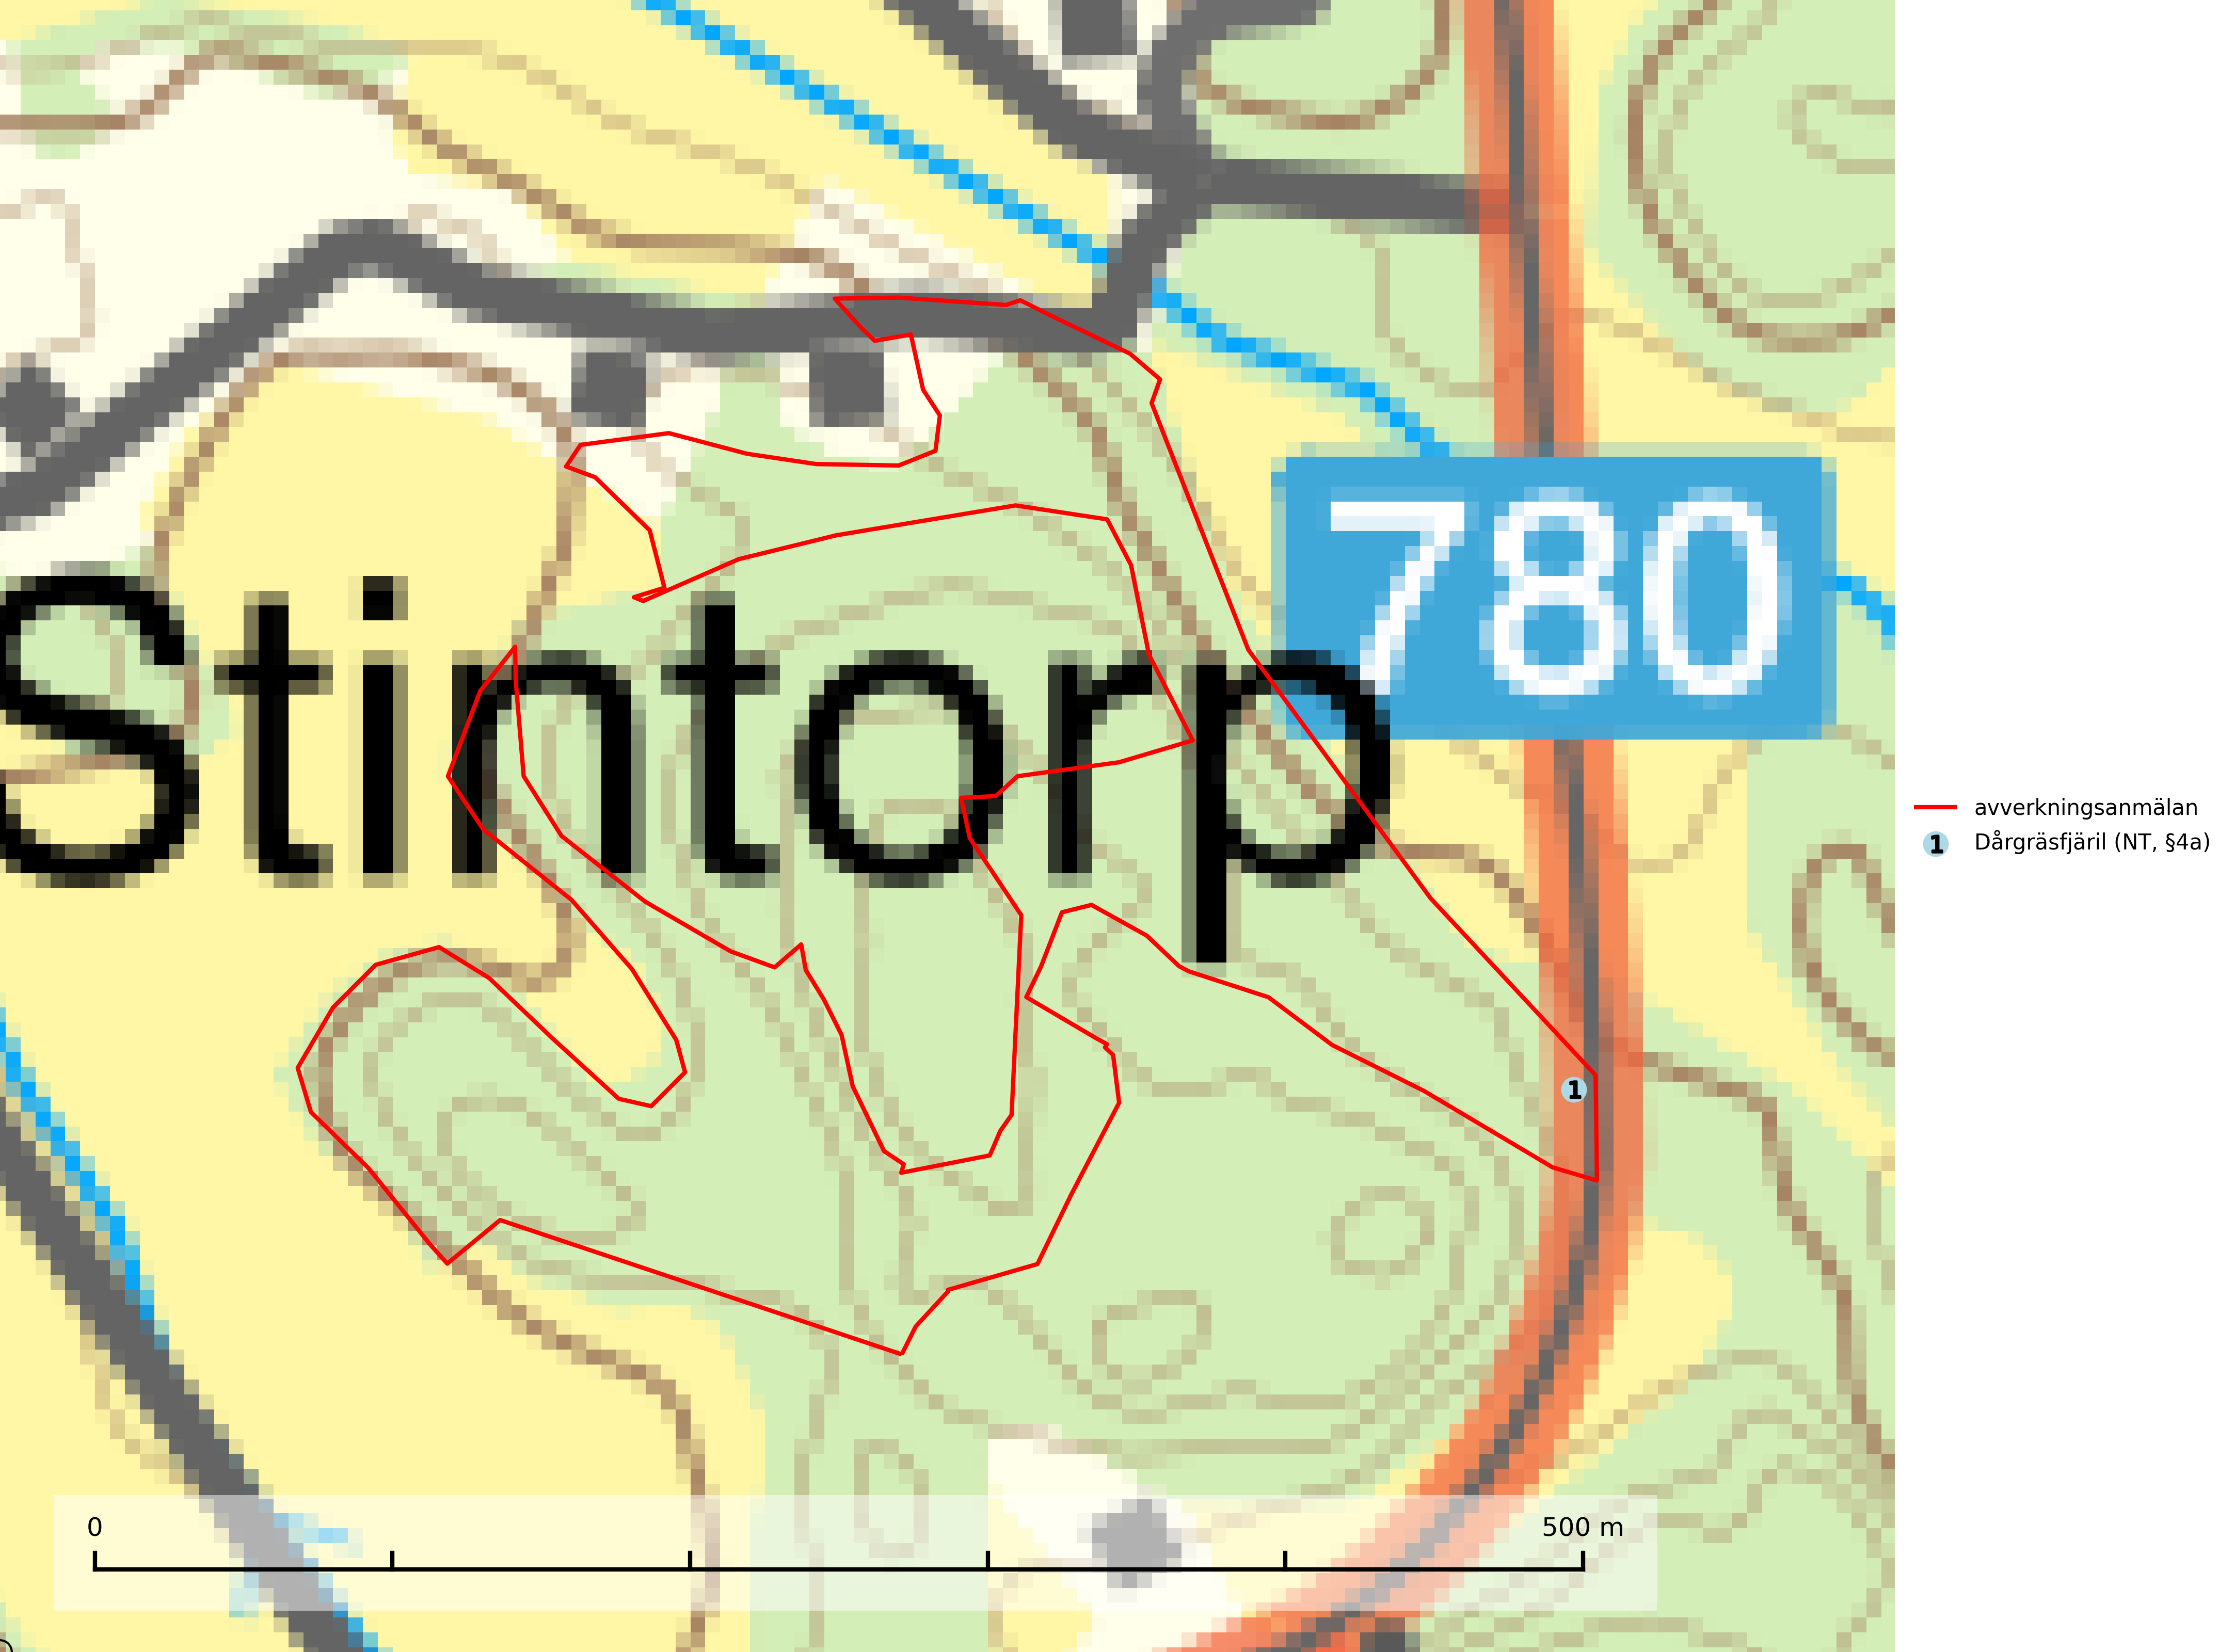 780
Stintorp
1
avverkningsanmälan
1 Dårgräsfjäril (NT, §4a)
0 500 m